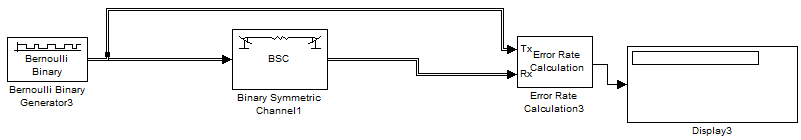 Bernoulli
Binary
Bernoulli Binary
Generator3
BSC
Binary Symmetric
Channel1
Tx
Rx
Error Rate
Calculation
Error Rate
Calculation3
Display3